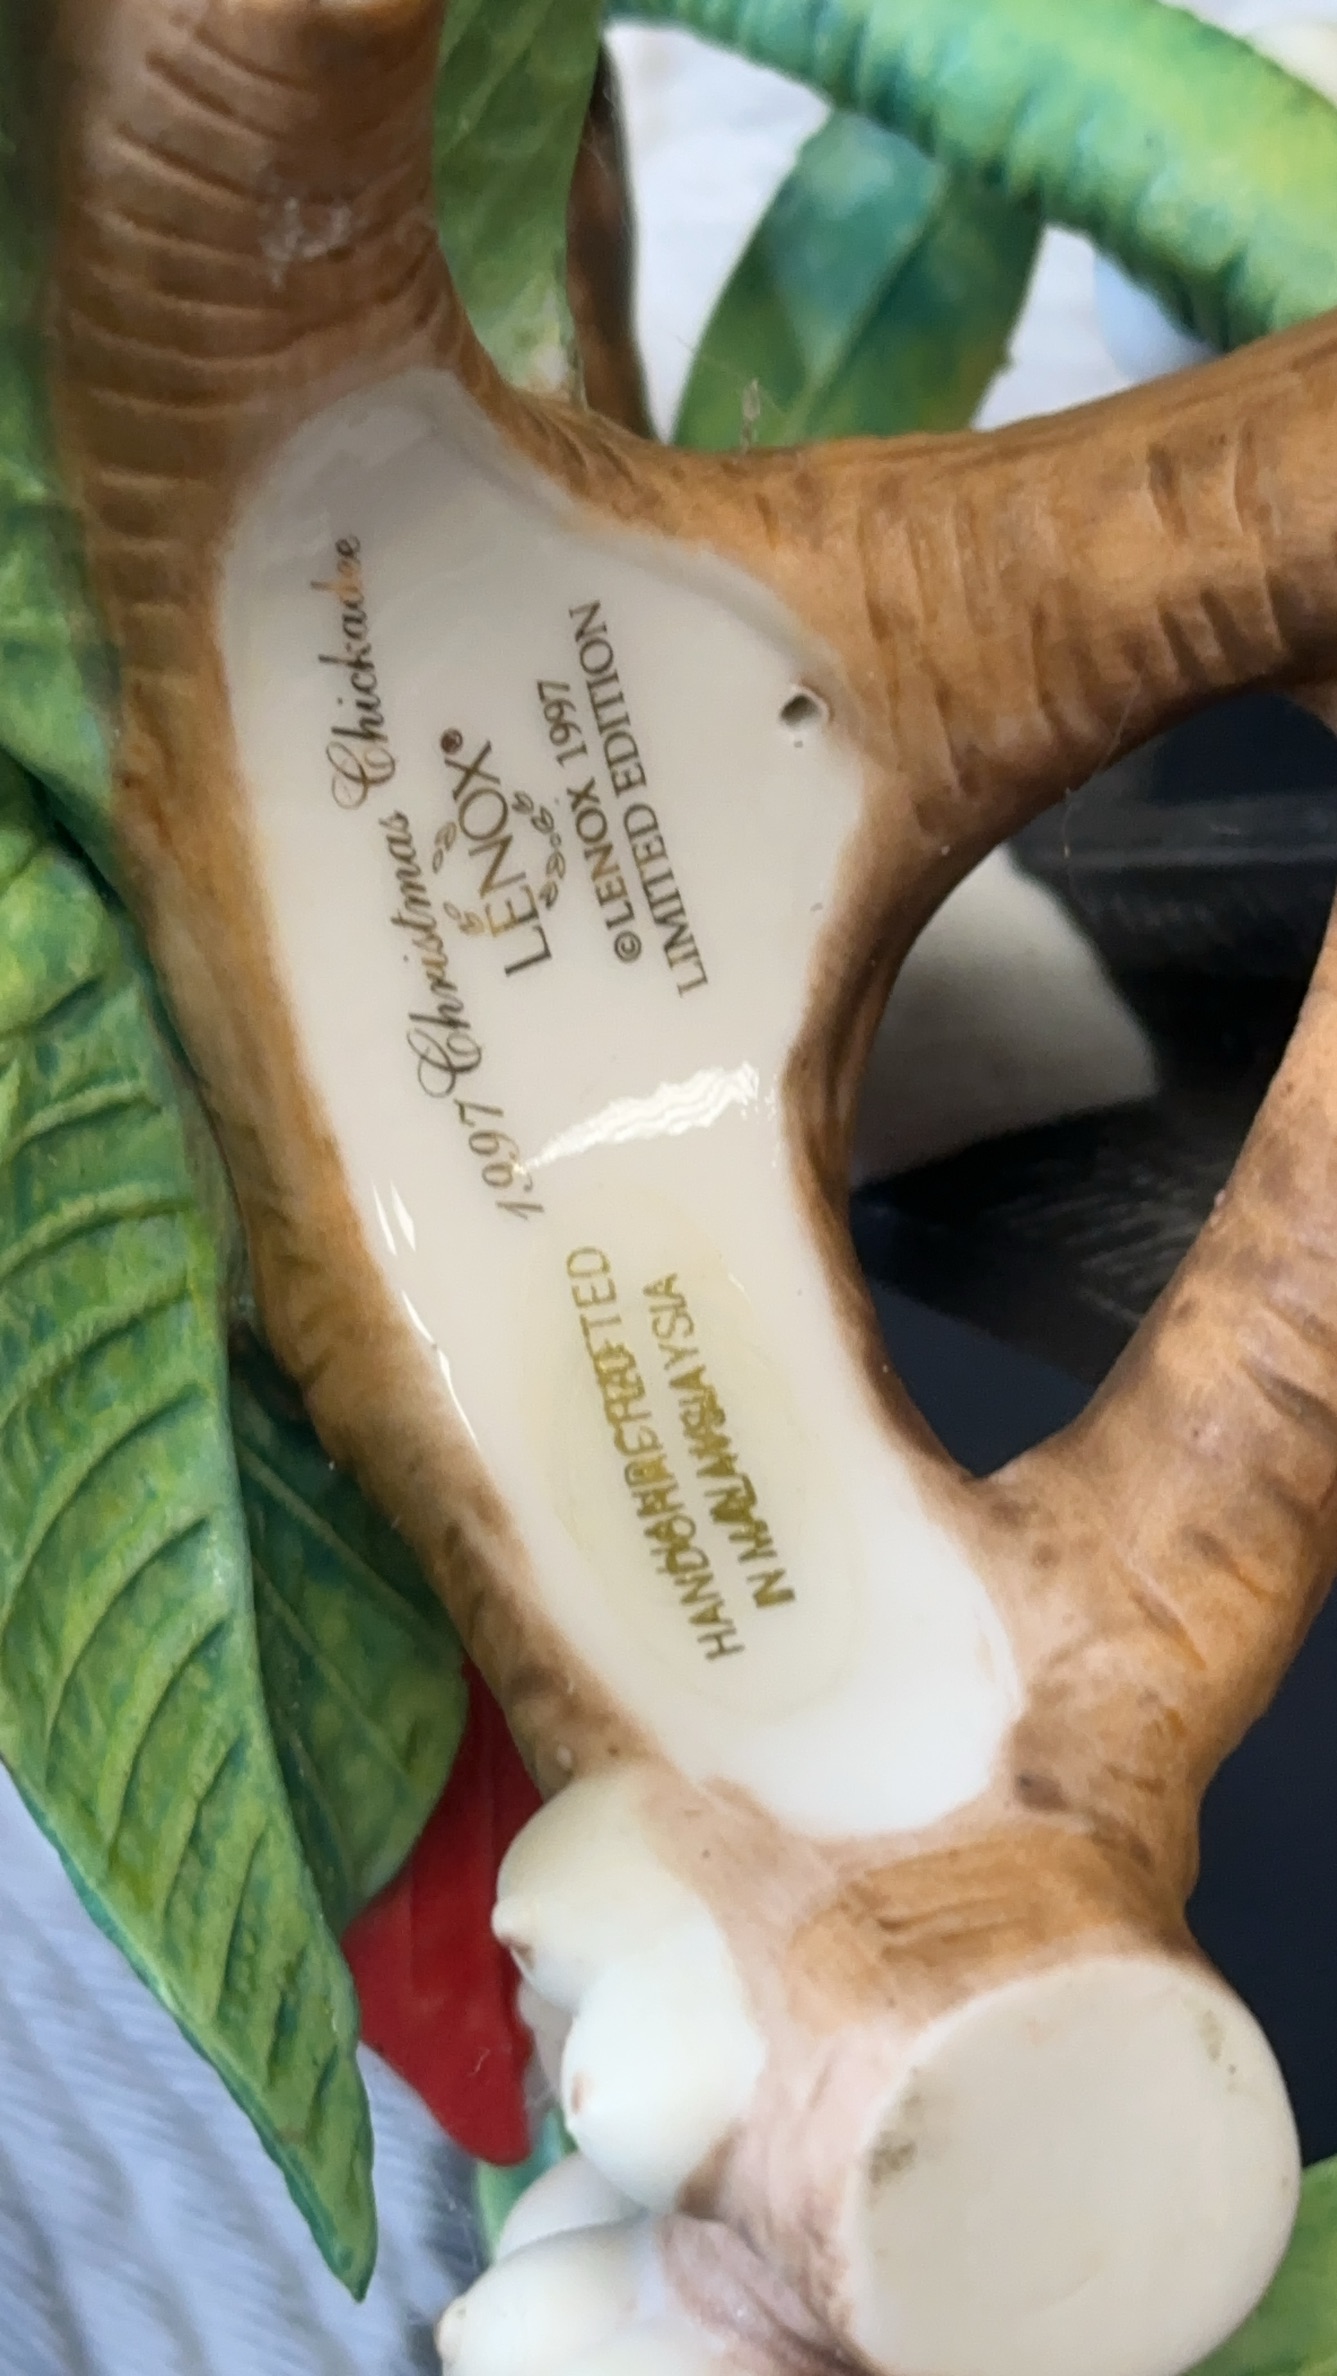 1997 Christmas Chickadee
LENOX®
© LENOX 1997
LIMITED EDITION
HANDCRAFTED
IN MALAYSIA